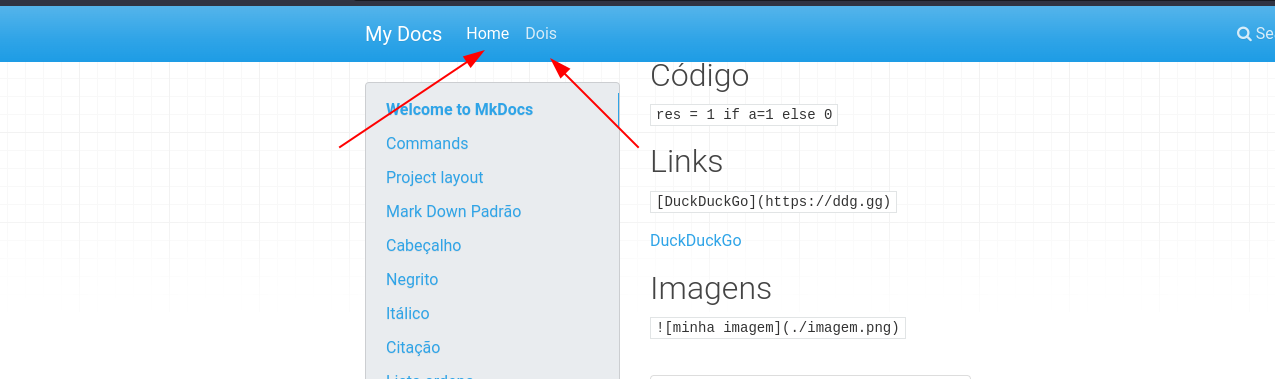 My Docs Home Dois Se
Welcome to MkDocs
Commands
Project layout
Mark Down Padrão
Cabeçalho
Negrito
Itálico
Citação
Código
res = 1 if a=1 else 0
Links
[DuckDuckGo](https://ddg.gg)
DuckDuckGo
Imagens
![minha imagem](./imagem.png)